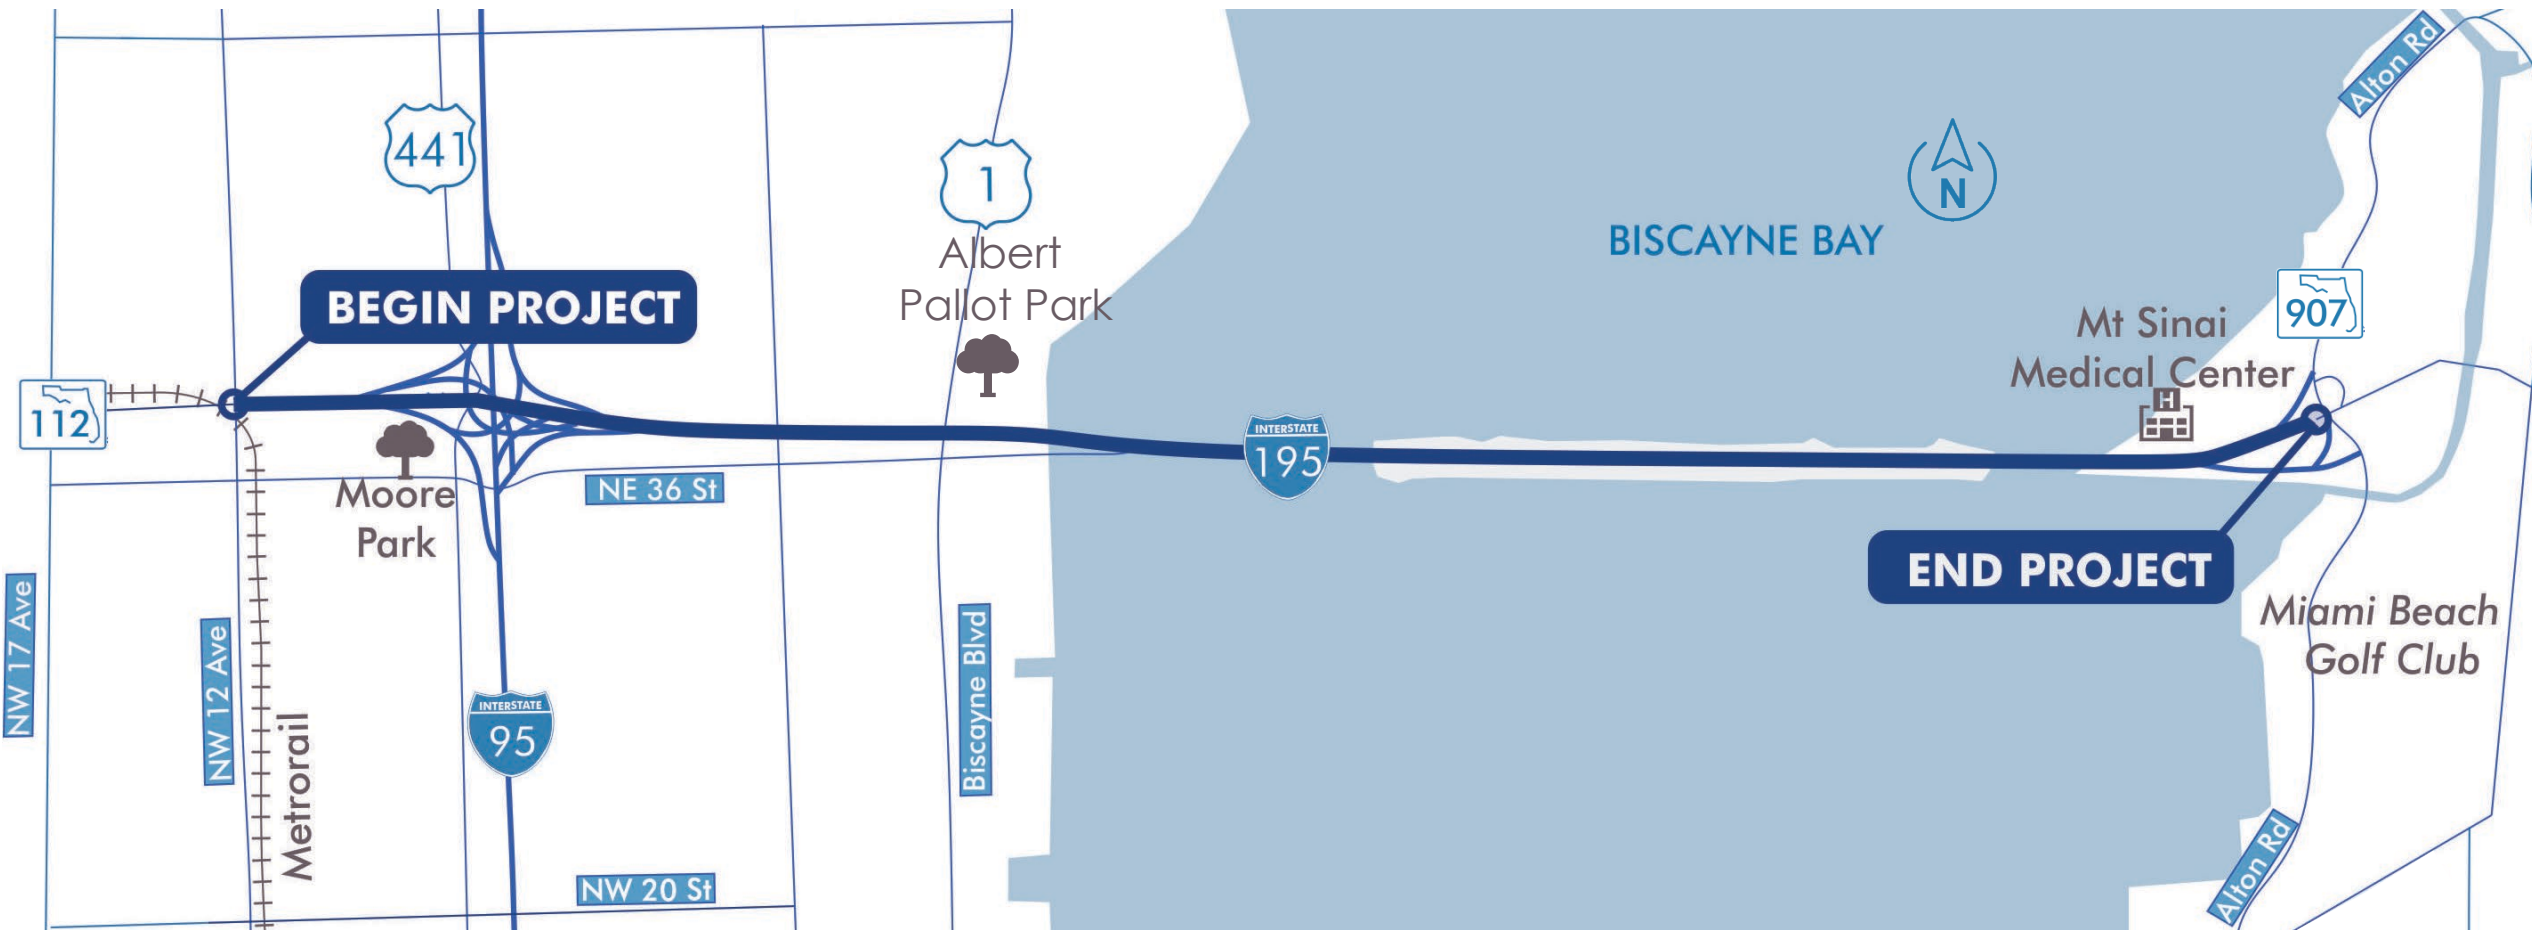 Alton Rd
441
1
N
BISCAYNE BAY
Albert
Pallot Park
BEGIN PROJECT
907
Mt Sinai
Medical Center
H
112
INTERSTATE
195
Moore
Park
NE 36 St
END PROJECT
NW 17 Ave
NW 12 Ave
Metrorail
INTERSTATE
95
Biscayne Blvd
Miami Beach
Golf Club
NW 20 St
Alton Rd